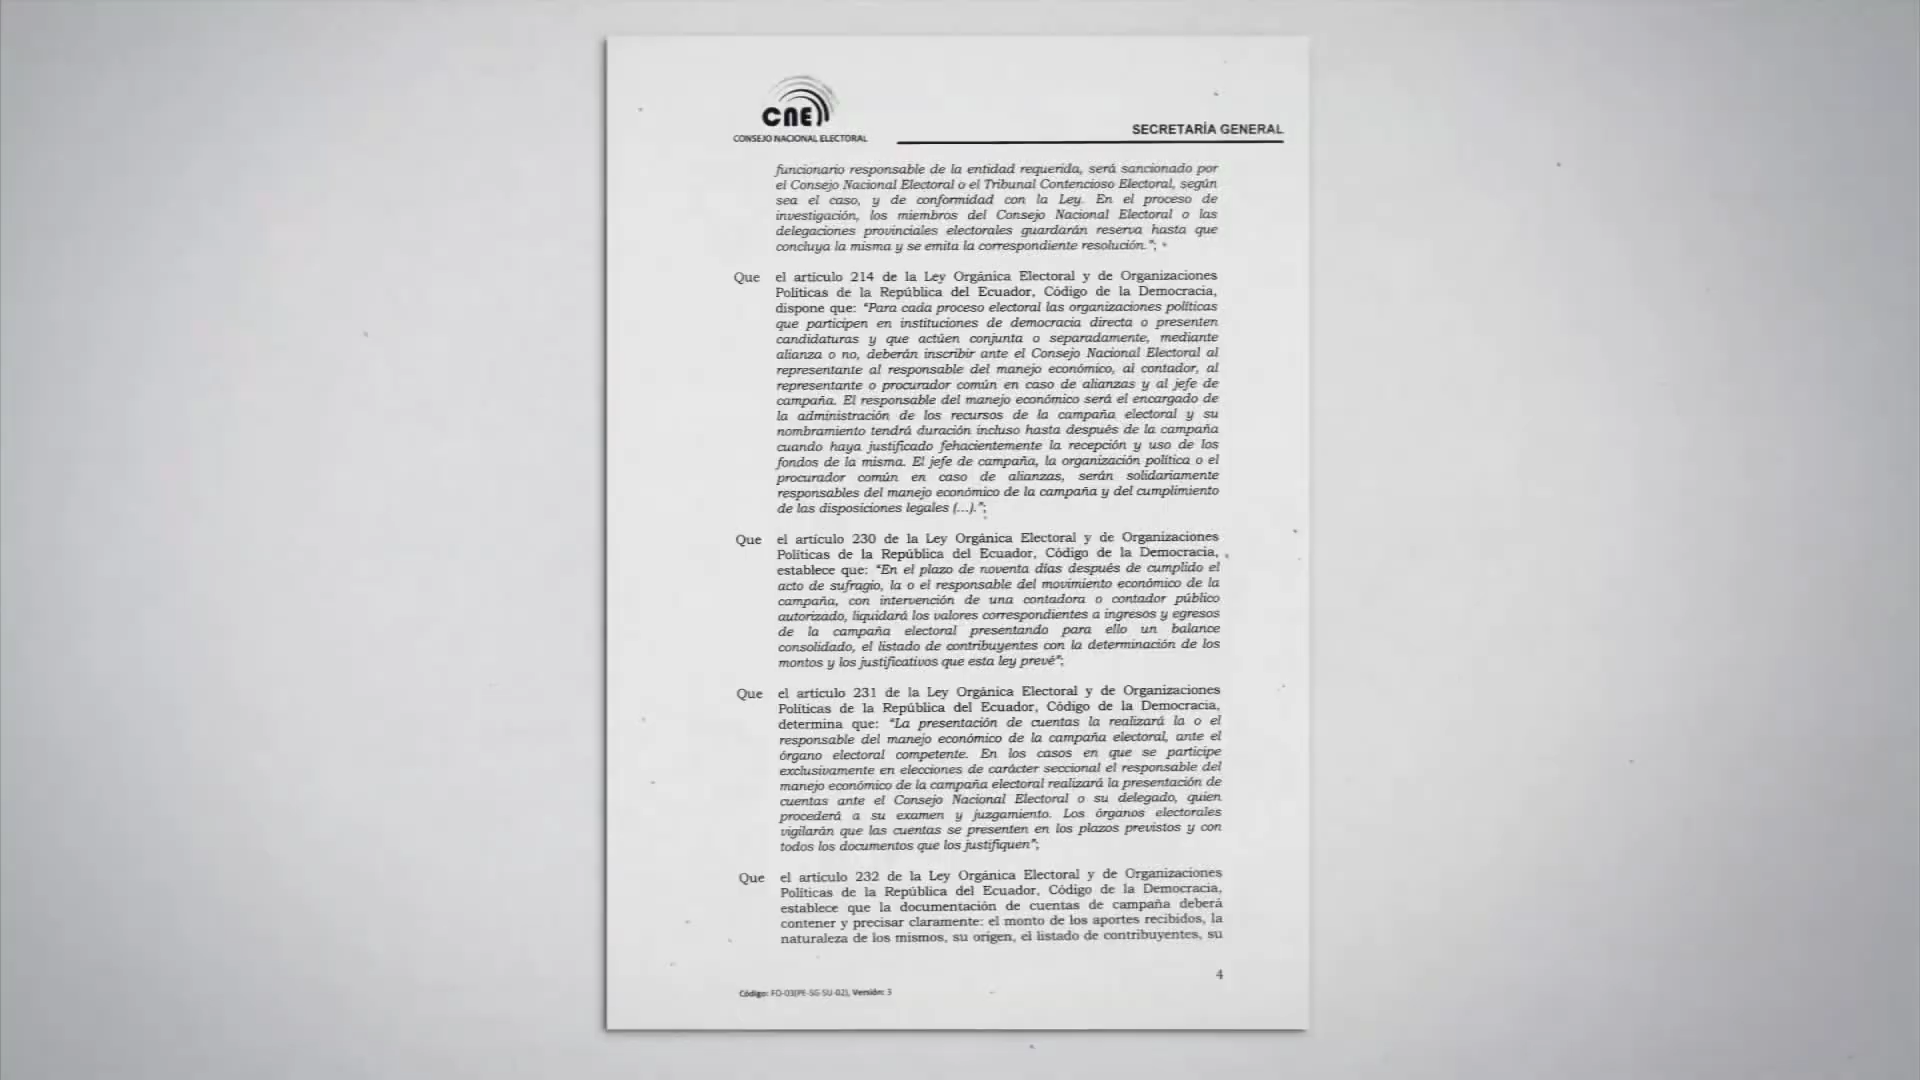 CNE
CONSEJO NACIONAL ELECTORAL
SECRETARÍA GENERAL
funcionario responsable de la entidad requerida, será sancionado por
el Consejo Nacional Electoral o el Tribunal Contencioso Electoral, según
sea el caso, y de conformidad con la Ley. En el proceso de
investigación, los miembros del Consejo Nacional Electoral o las
delegaciones provinciales electorales guardarán reserva hasta que
concluya la misma y se emita la correspondiente resolución.";
Que el artículo 214 de la Ley Orgánica Electoral y de Organizaciones
Políticas de la República del Ecuador, Código de la Democracia,
dispone que: "Para cada proceso electoral las organizaciones políticas
que participen en instituciones de democracia directa o presenten
candidaturas y que actúen conjunta o separadamente, mediante
alianza o no, deberán inscribir ante el Consejo Nacional Electoral al
representante al responsable del manejo económico, al contador, al
representante o procurador común en caso de alianzas y al jefe de
campaña. El responsable del manejo económico será el encargado de
la administración de los recursos de la campaña electoral y su
nombramiento tendrá duración incluso hasta después de la campaña
cuando haya justificado fehacientemente la recepción y uso de los
fondos de la misma. El jefe de campaña, la organización política o el
procurador común en caso de alianzas, serán solidariamente
responsables del manejo económico de la campaña y del cumplimiento
de las disposiciones legales (...).";
Que el artículo 230 de la Ley Orgánica Electoral y de Organizaciones
Políticas de la República del Ecuador, Código de la Democracia,
establece que: "En el plazo de noventa días después de cumplido el
acto de sufragio, la o el responsable del movimiento económico de la
campaña, con intervención de una contadora o contador público
autorizado, liquidará los valores correspondientes a ingresos y egresos
de la campaña electoral presentando para ello un balance
consolidado, el listado de contribuyentes con la determinación de los
montos y los justificativos que esta ley prevé";
Que el artículo 231 de la Ley Orgánica Electoral y de Organizaciones
Políticas de la República del Ecuador, Código de la Democracia,
determina que: "La presentación de cuentas la realizará la o el
responsable del manejo económico de la campaña electoral, ante el
órgano electoral competente. En los casos en que se participe
exclusivamente en elecciones de carácter seccional el responsable del
manejo económico de la campaña electoral realizará la presentación de
cuentas ante el Consejo Nacional Electoral o su delegado, quien
procederá a su examen y juzgamiento. Los órganos electorales
vigilarán que las cuentas se presenten en los plazos previstos y con
todos los documentos que los justifiquen";
Que el artículo 232 de la Ley Orgánica Electoral y de Organizaciones
Políticas de la República del Ecuador, Código de la Democracia,
establece que la documentación de cuentas de campaña deberá
contener y precisar claramente: el monto de los aportes recibidos, la
naturaleza de los mismos, su origen, el listado de contribuyentes, su
4
Código: FO-03(PE-SG-SU-02), Versión: 3